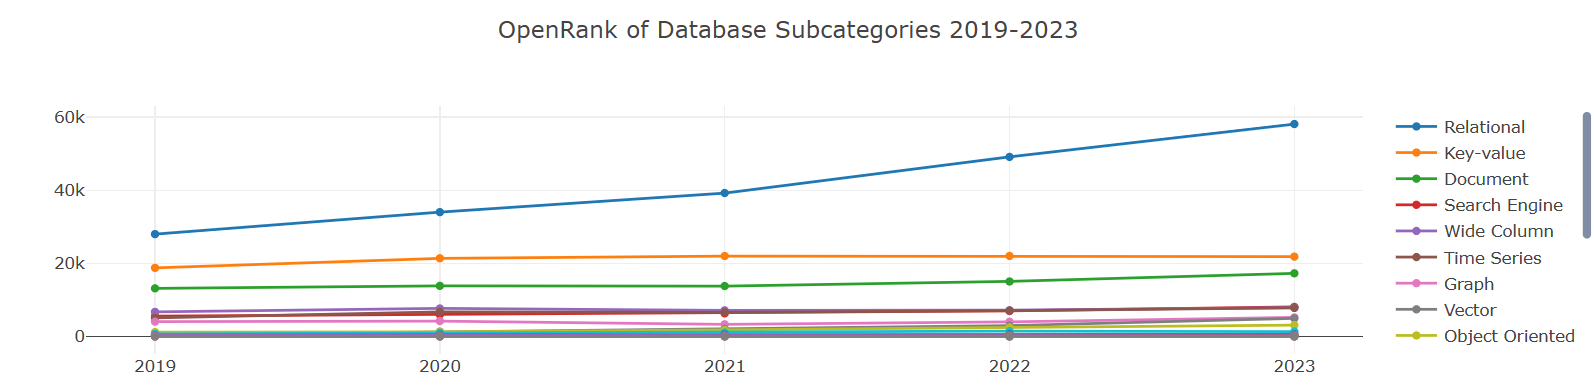 OpenRank of Database Subcategories 2019-2023
60k
40k
20k
0
2019 2020 2021 2022 2023
Relational
Key-value
Document
Search Engine
Wide Column
Time Series
Graph
Vector
Object Oriented